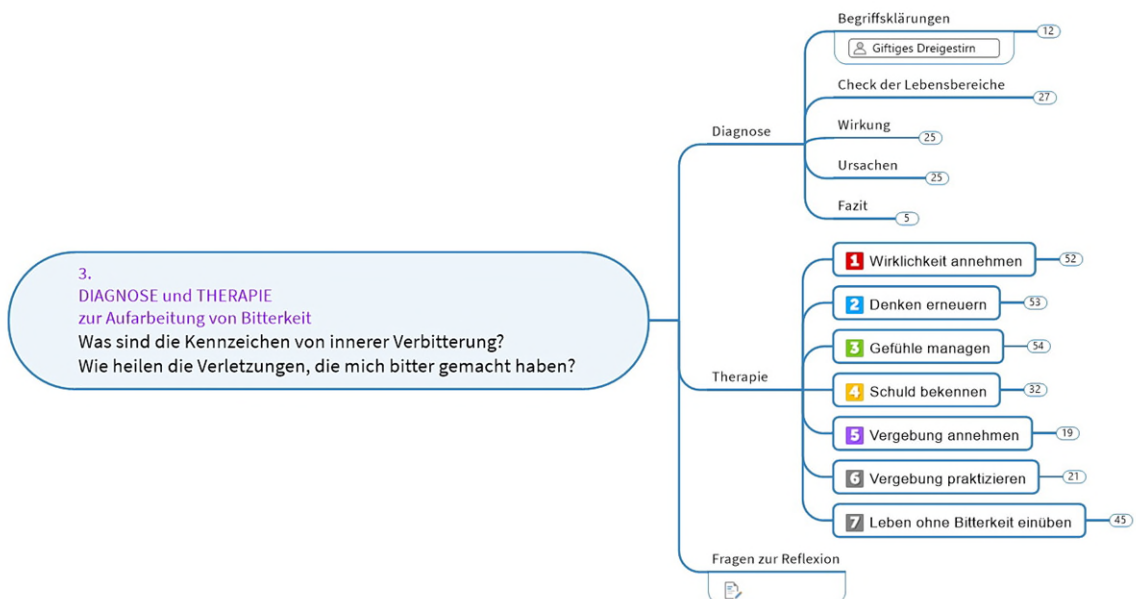 3.
DIAGNOSE und THERAPIE
zur Aufarbeitung von Bitterkeit
Was sind die Kennzeichen von innerer Verbitterung?
Wie heilen die Verletzungen, die mich bitter gemacht haben?
Diagnose
Begriffsklärungen
12
Giftiges Dreigestirn
Check der Lebensbereiche
27
Wirkung
25
Ursachen
25
Fazit
5
Therapie
1 Wirklichkeit annehmen
52
2 Denken erneuern
53
3 Gefühle managen
54
4 Schuld bekennen
32
5 Vergebung annehmen
19
6 Vergebung praktizieren
21
7 Leben ohne Bitterkeit einüben
45
Fragen zur Reflexion